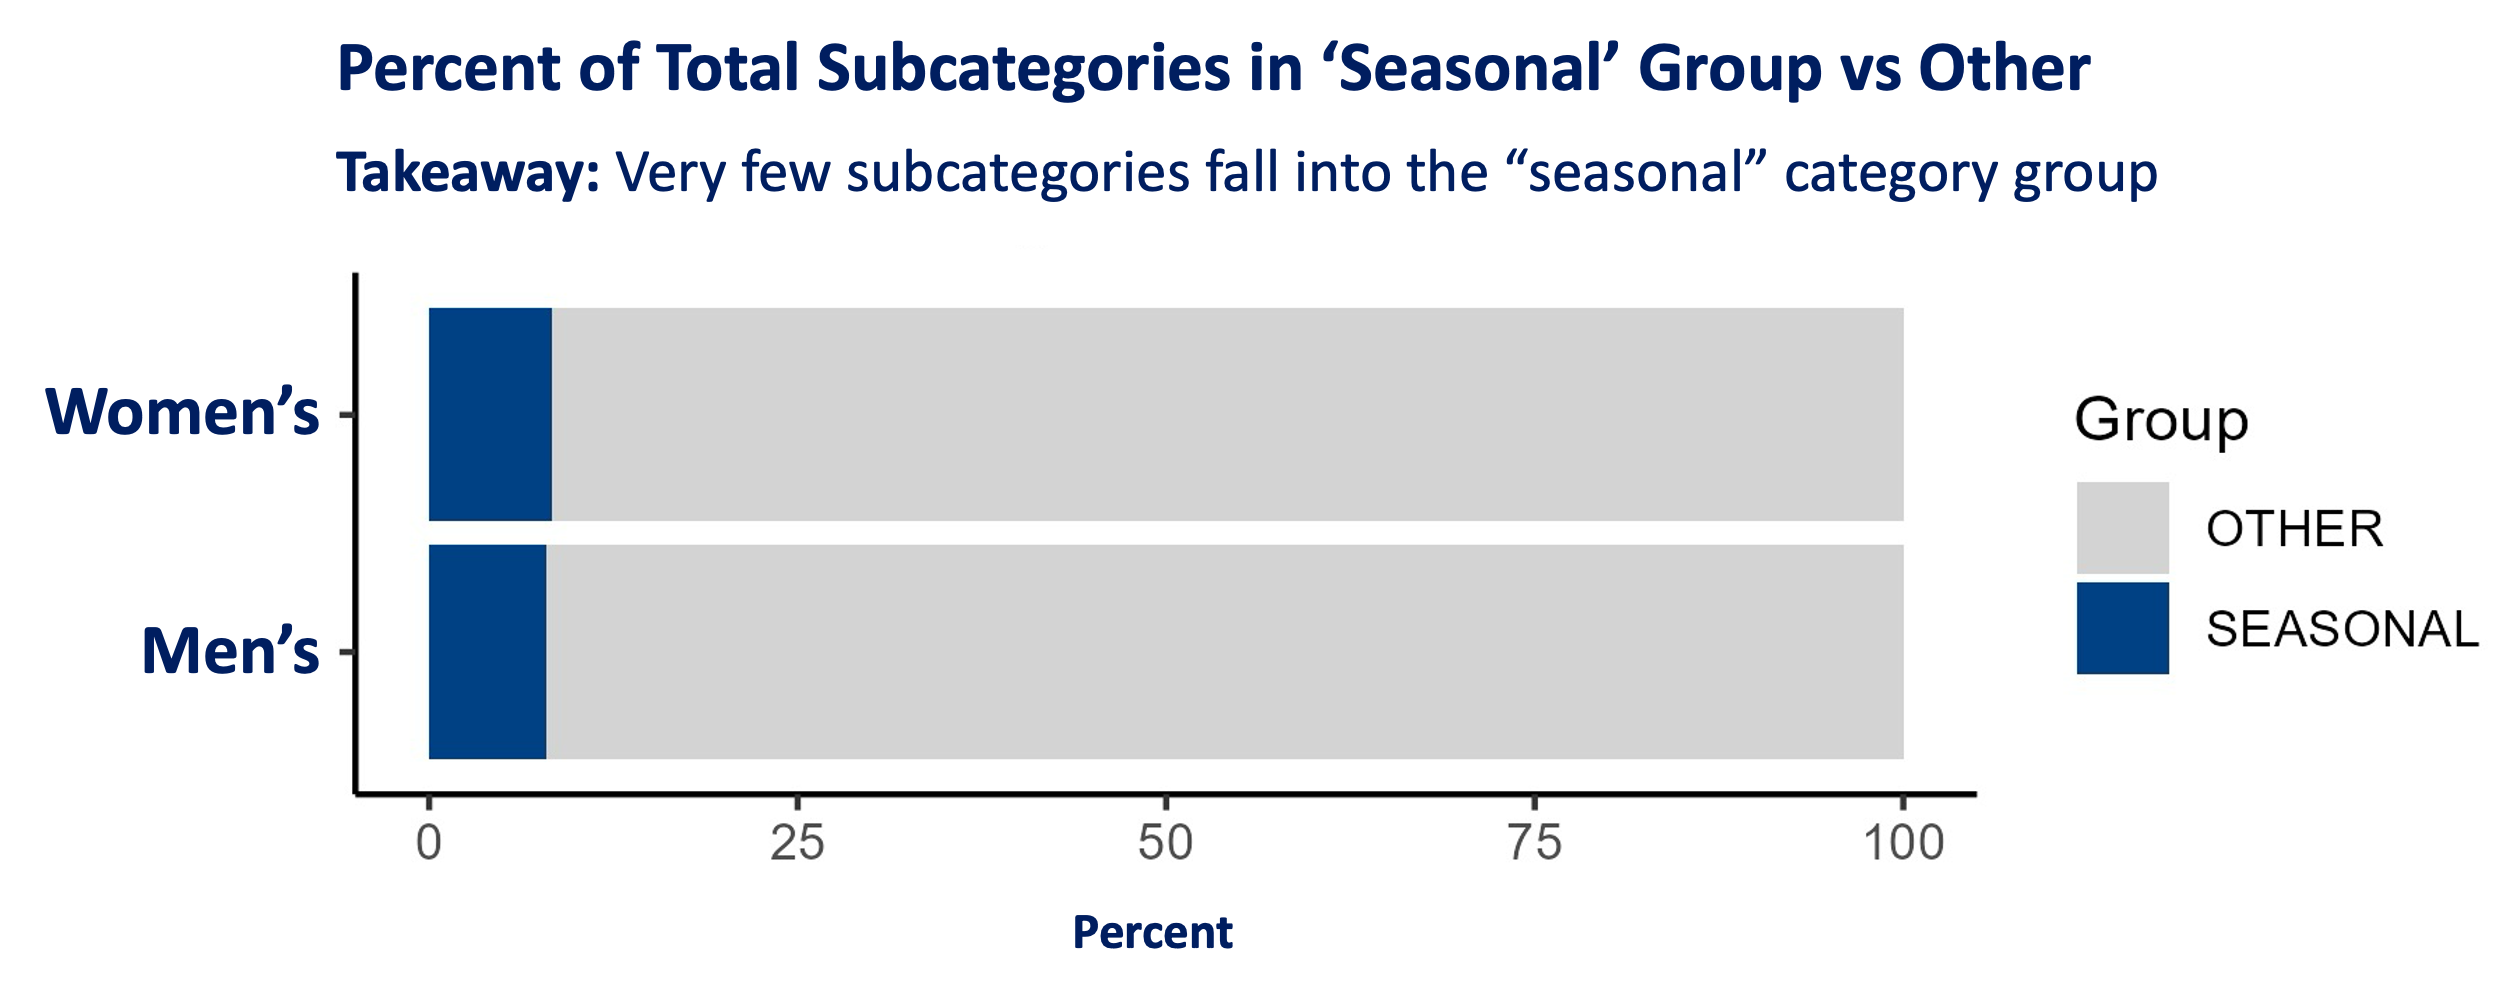 Percent of Total Subcategories in ‘Seasonal’ Group vs Other
Takeaway: Very few subcategories fall into the “seasonal” category group
Women’s
Men’s
0 25 50 75 100
Percent
Group
OTHER
SEASONAL